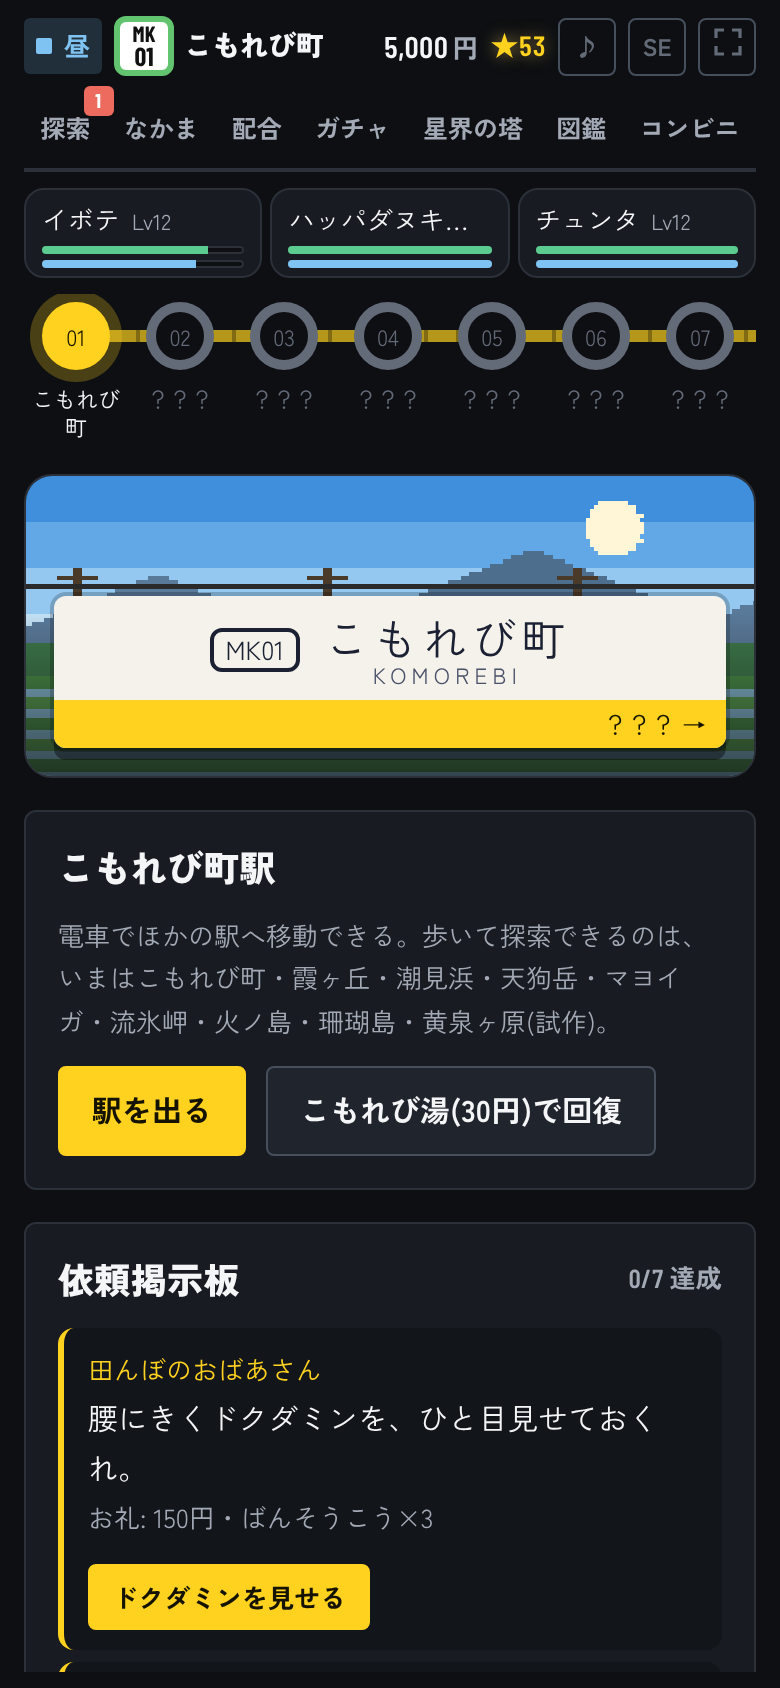 昼 MK 01 こもれび町 5,000 円 ★53 ♪ SE
1
探索 なかま 配合 ガチャ 星界の塔 図鑑 コンビニ
イボテ Lv12 ハッパダヌキ... チュンタ Lv12
01 02 03 04 05 06 07
こもれび町 ？？？ ？？？ ？？？ ？？？ ？？？ ？？？
MK01 こもれび町
KOMOREBI
？？？ →
こもれび町駅
電車でほかの駅へ移動できる。歩いて探索できるのは、
いまはこもれび町・霞ヶ丘・潮見浜・天狗岳・マヨイ
ガ・流氷岬・火ノ島・珊瑚島・黄泉ヶ原(試作)。
駅を出る こもれび湯(30円)で回復
依頼掲示板 0/7 達成
田んぼのおばあさん
腰にきくドクダミンを、ひと目見せておく
れ。
お礼: 150円・ばんそうこう×3
ドクダミンを見せる